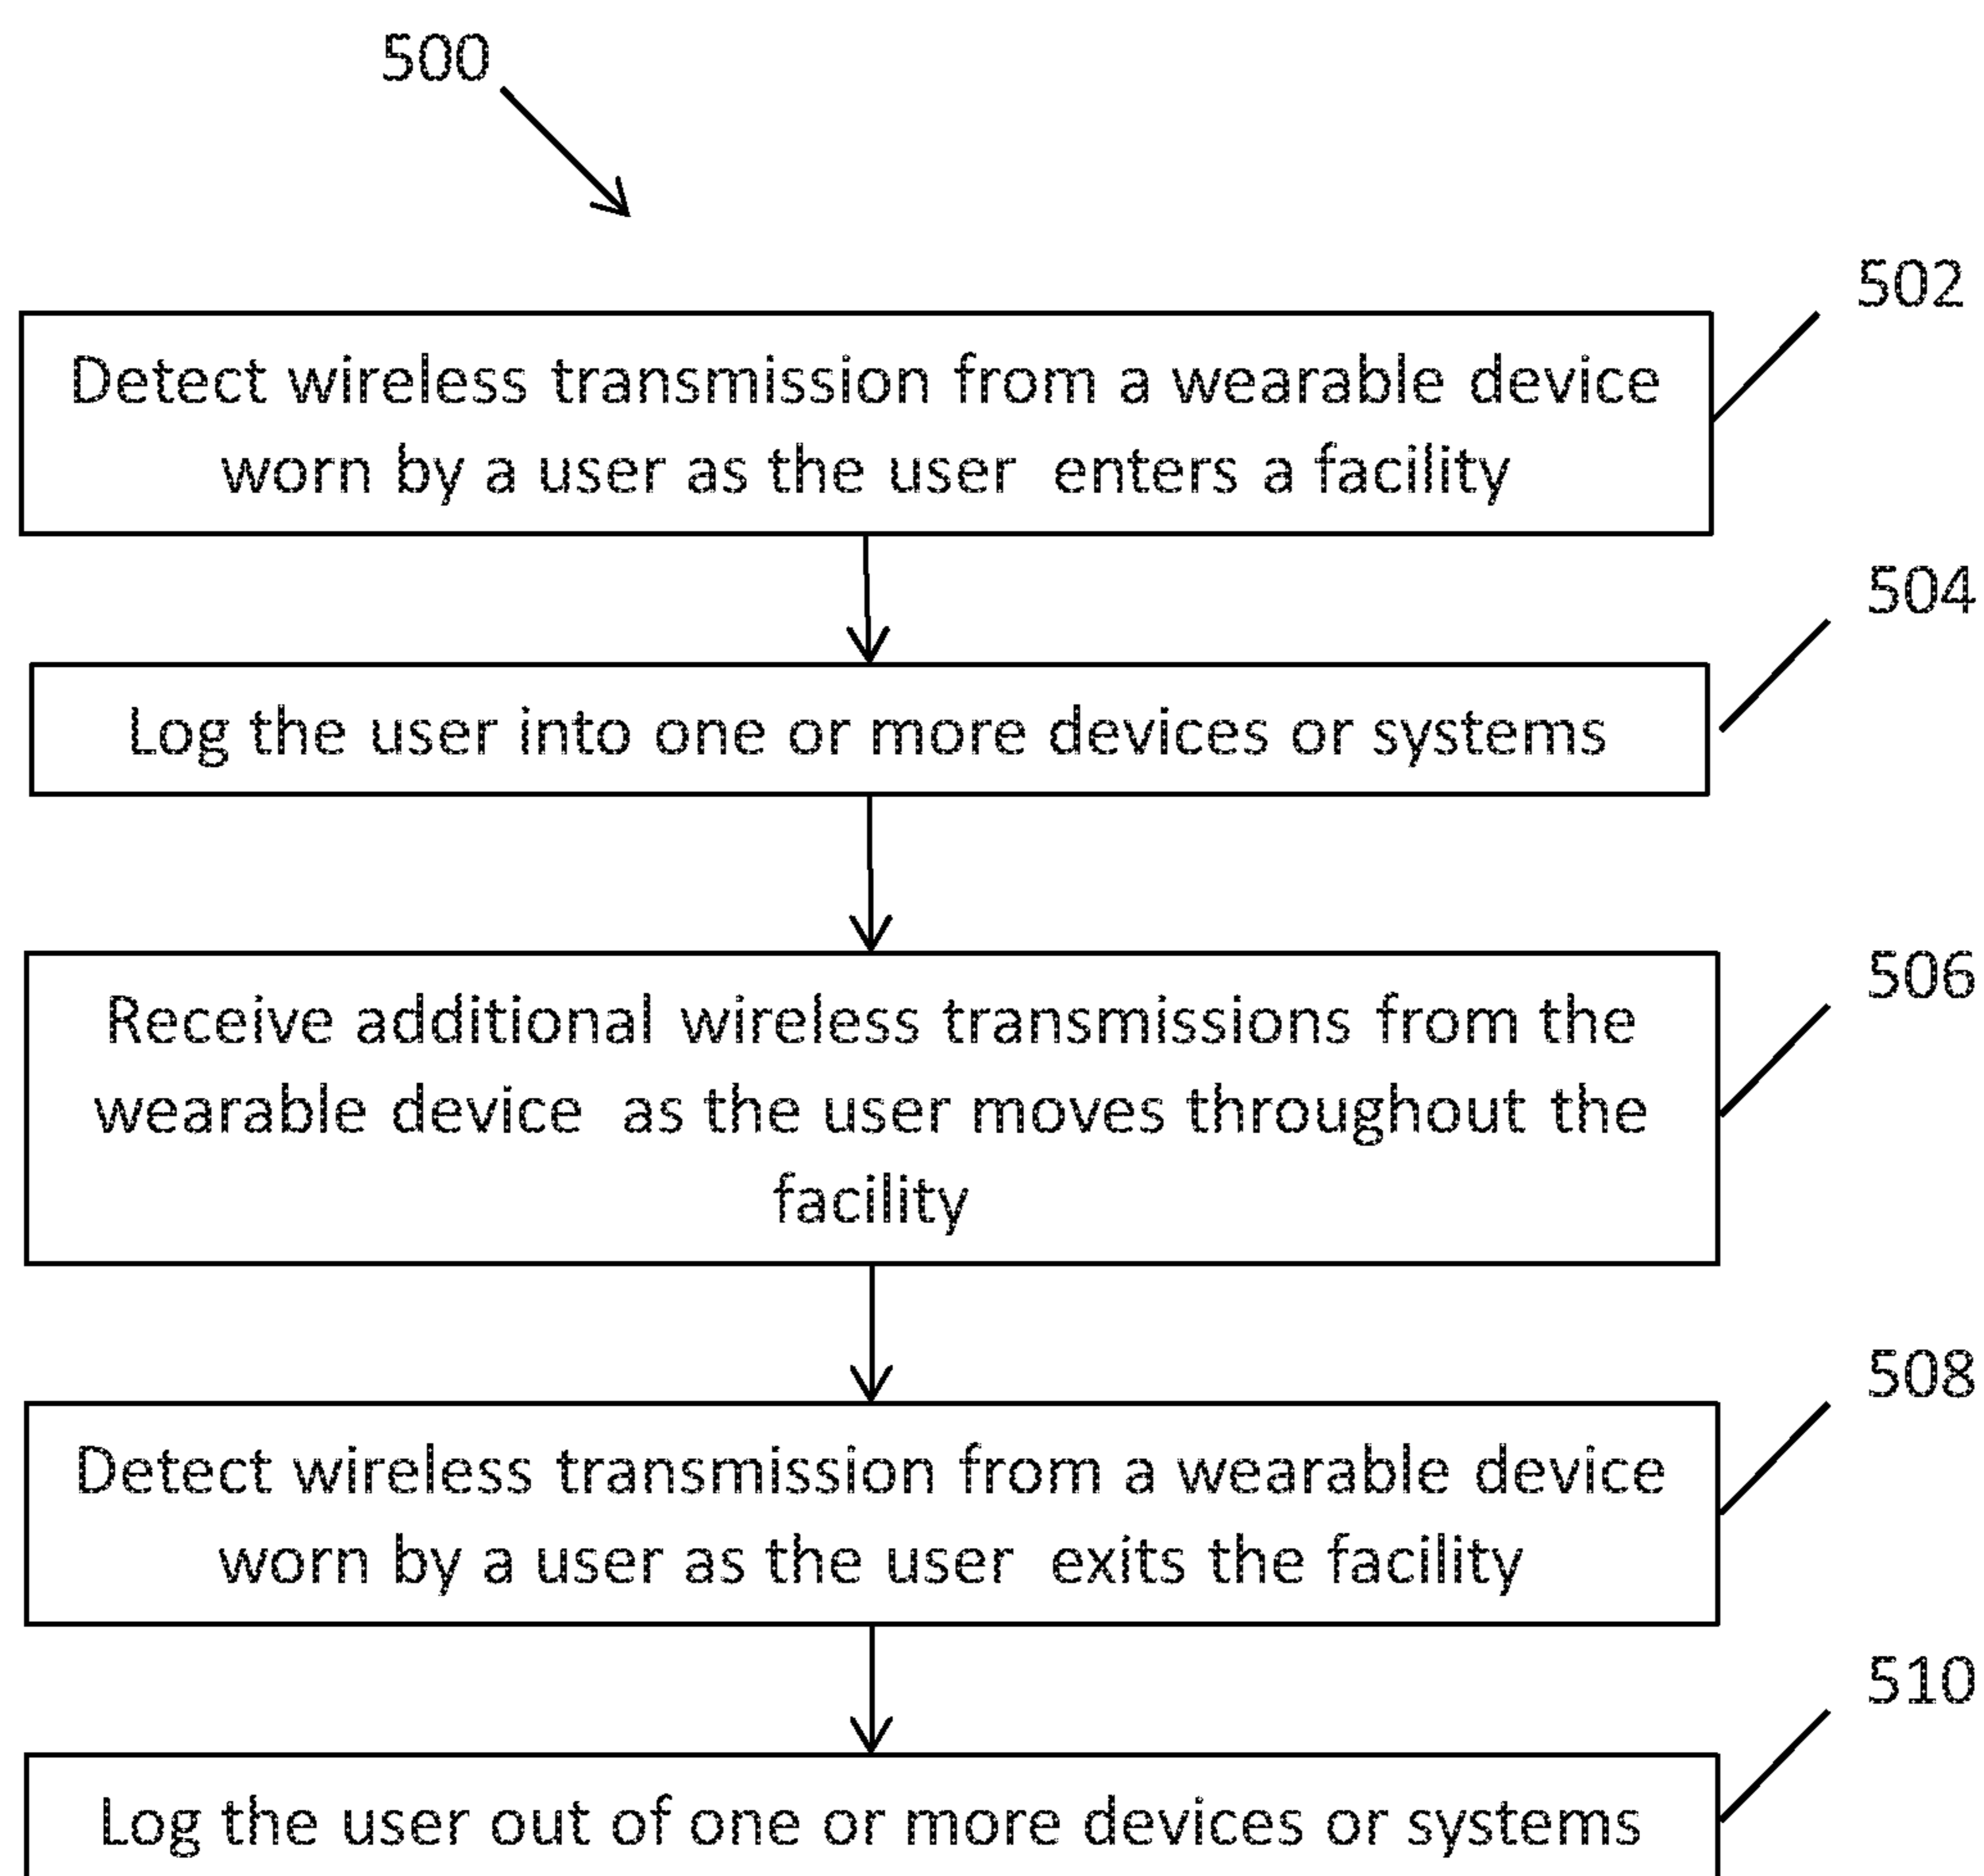 500
502
Detect wireless transmission from a wearable device
worn by a user as the user enters a facility
504
Log the user into one or more devices or systems
506
Receive additional wireless transmissions from the
wearable device as the user moves throughout the
facility
508
Detect wireless transmission from a wearable device
worn by a user as the user exits the facility
510
Log the user out of one or more devices or systems